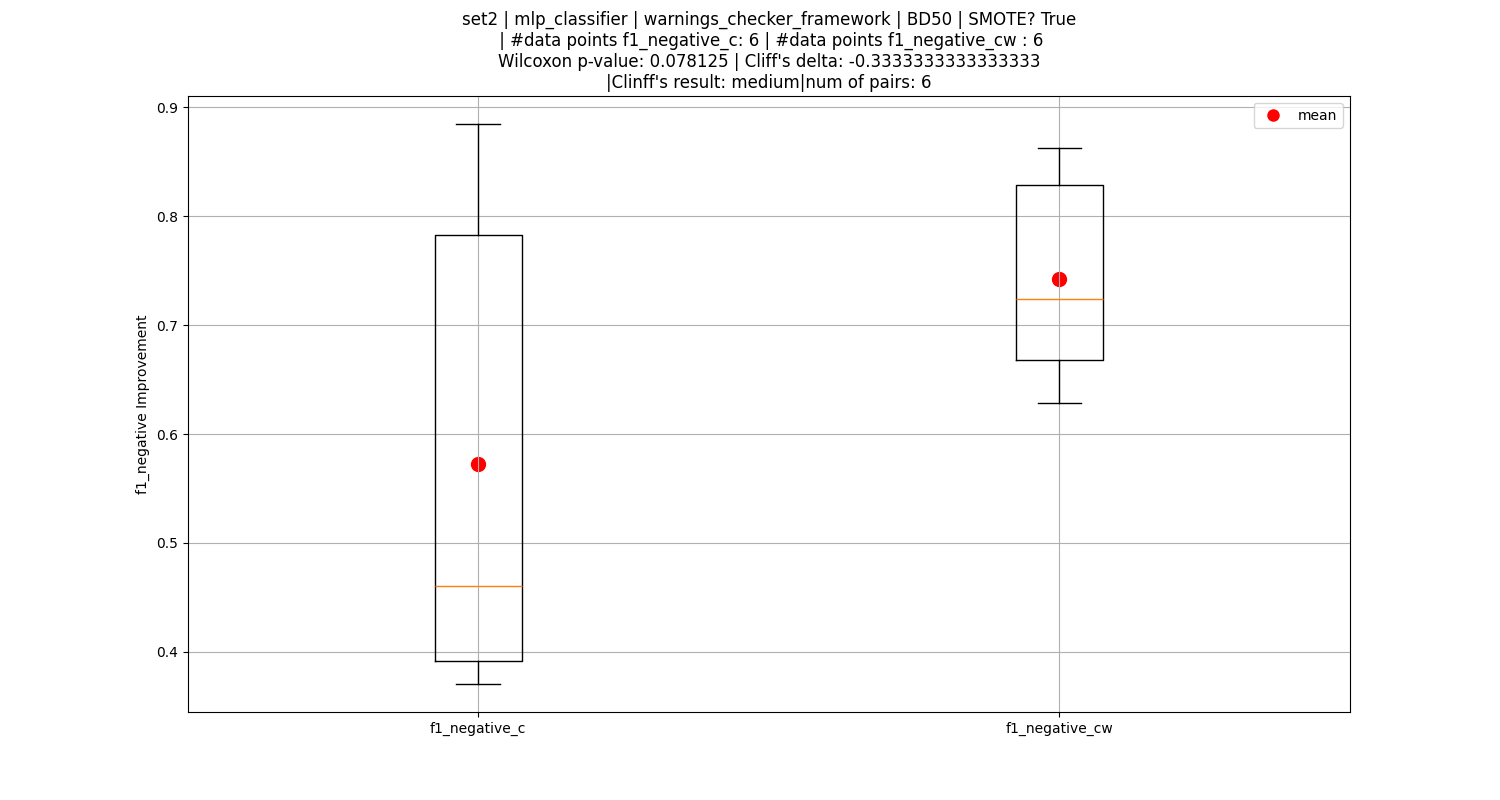 set2 | mlp_classifier | warnings_checker_framework | BD50 | SMOTE? True
| #data points f1_negative_c: 6 | #data points f1_negative_cw : 6
Wilcoxon p-value: 0.078125 | Cliff's delta: -0.3333333333333333
|Clinff's result: medium|num of pairs: 6
mean
0.9
0.8
0.7
0.6
0.5
0.4
f1_negative Improvement
f1_negative_c
f1_negative_cw